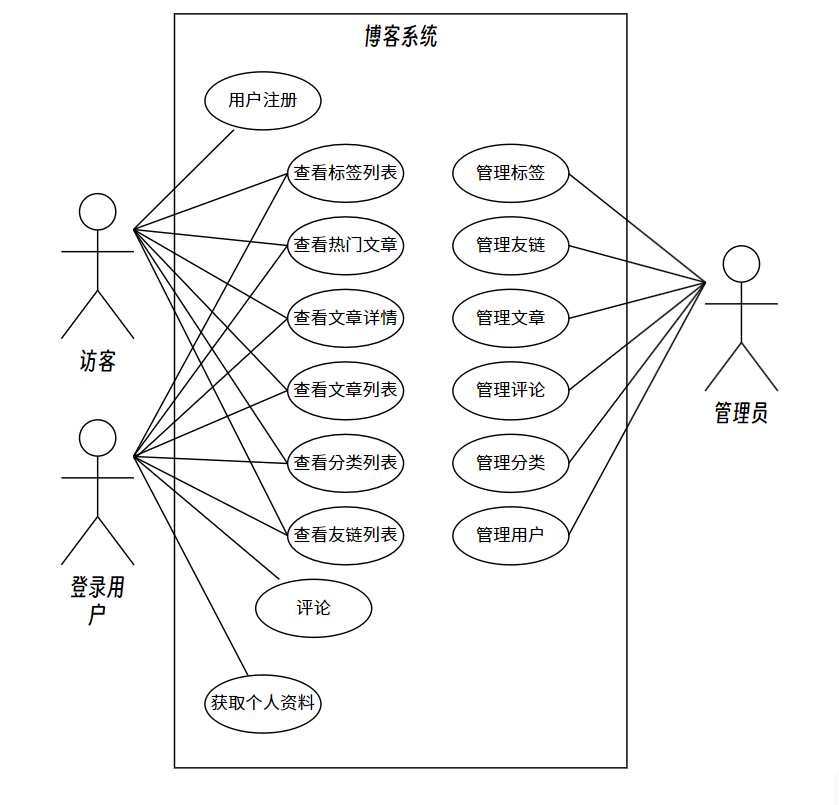 博客系统
用户注册
查看标签列表
管理标签
查看热门文章
管理友链
查看文章详情
管理文章
访客
查看文章列表
管理评论
管理员
查看分类列表
管理分类
查看友链列表
管理用户
登录用
户
评论
获取个人资料